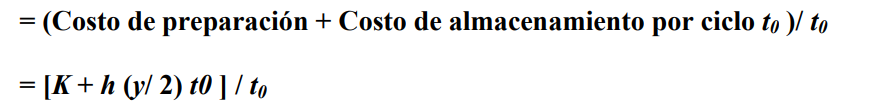 = (Costo de preparación + Costo de almacenamiento por ciclo t₀ )/ t₀
= [K + h (y/ 2) t0 ] / t₀